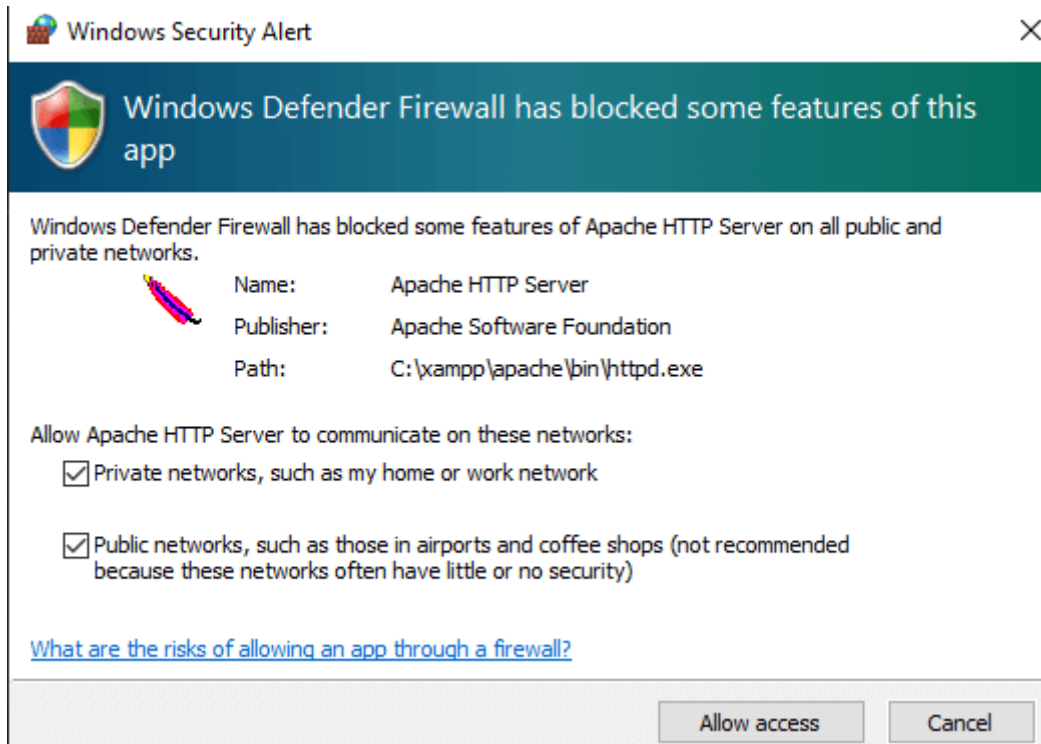 Windows Security Alert
Windows Defender Firewall has blocked some features of this
app
Windows Defender Firewall has blocked some features of Apache HTTP Server on all public and
private networks.
Name: Apache HTTP Server
Publisher: Apache Software Foundation
Path: C:\xampp\apache\bin\httpd.exe
Allow Apache HTTP Server to communicate on these networks:
Private networks, such as my home or work network
Public networks, such as those in airports and coffee shops (not recommended
because these networks often have little or no security)
What are the risks of allowing an app through a firewall?
Allow access Cancel